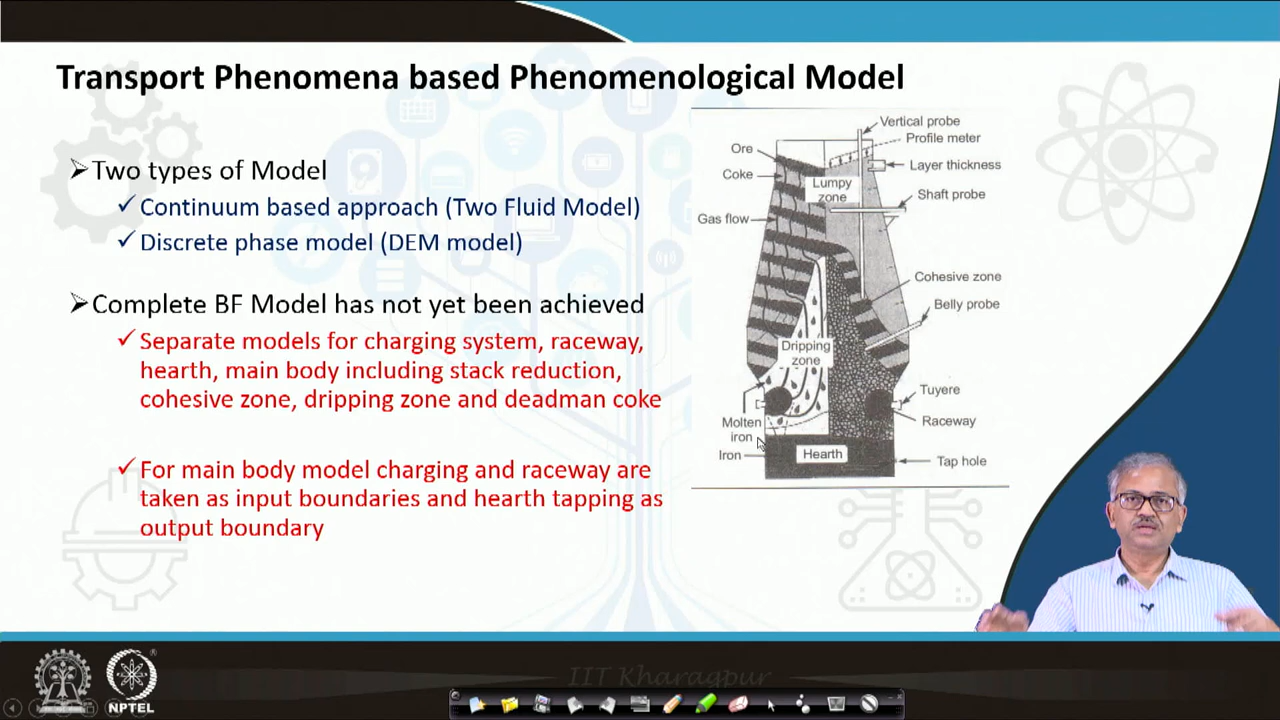 Transport Phenomena based Phenomenological Model
Two types of Model
Continuum based approach (Two Fluid Model)
Discrete phase model (DEM model)
Complete BF Model has not yet been achieved
Separate models for charging system, raceway,
hearth, main body including stack reduction,
cohesive zone, dripping zone and deadman coke
For main body model charging and raceway are
taken as input boundaries and hearth tapping as
output boundary
Vertical probe
Profile meter
Ore
Layer thickness
Coke
Lumpy
zone
Shaft probe
Gas flow
Cohesive zone
Belly probe
Dripping
zone
Tuyere
Molten
iron
Raceway
Iron
Hearth
Tap hole
IIT Kharagpur
NPTEL